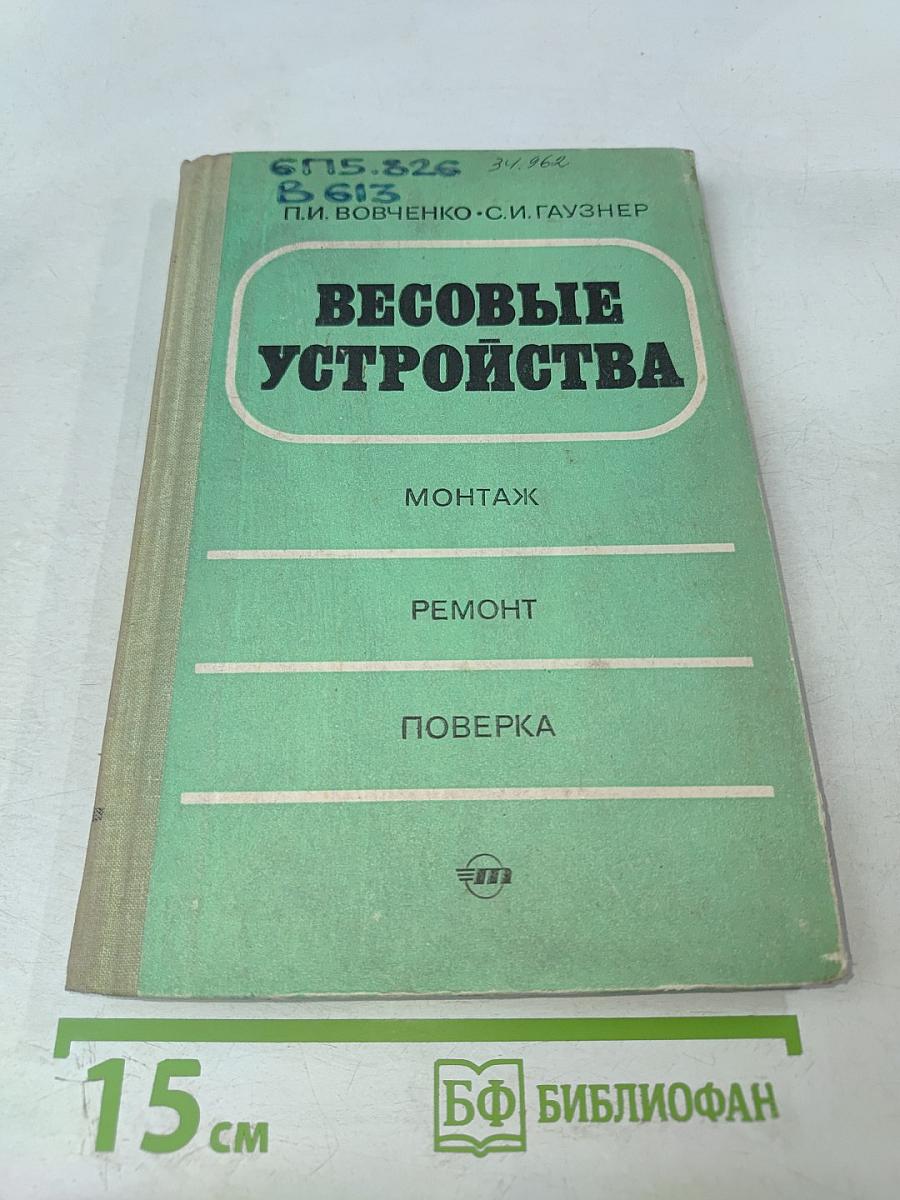 6П5.826 34.962
В 613
П.И. ВОВЧЕНКО • С.И. ГАУЗНЕР
ВЕСОВЫЕ
УСТРОЙСТВА
МОНТАЖ
РЕМОНТ
ПОВЕРКА
m
15 см
БФ БИБЛИОФАН